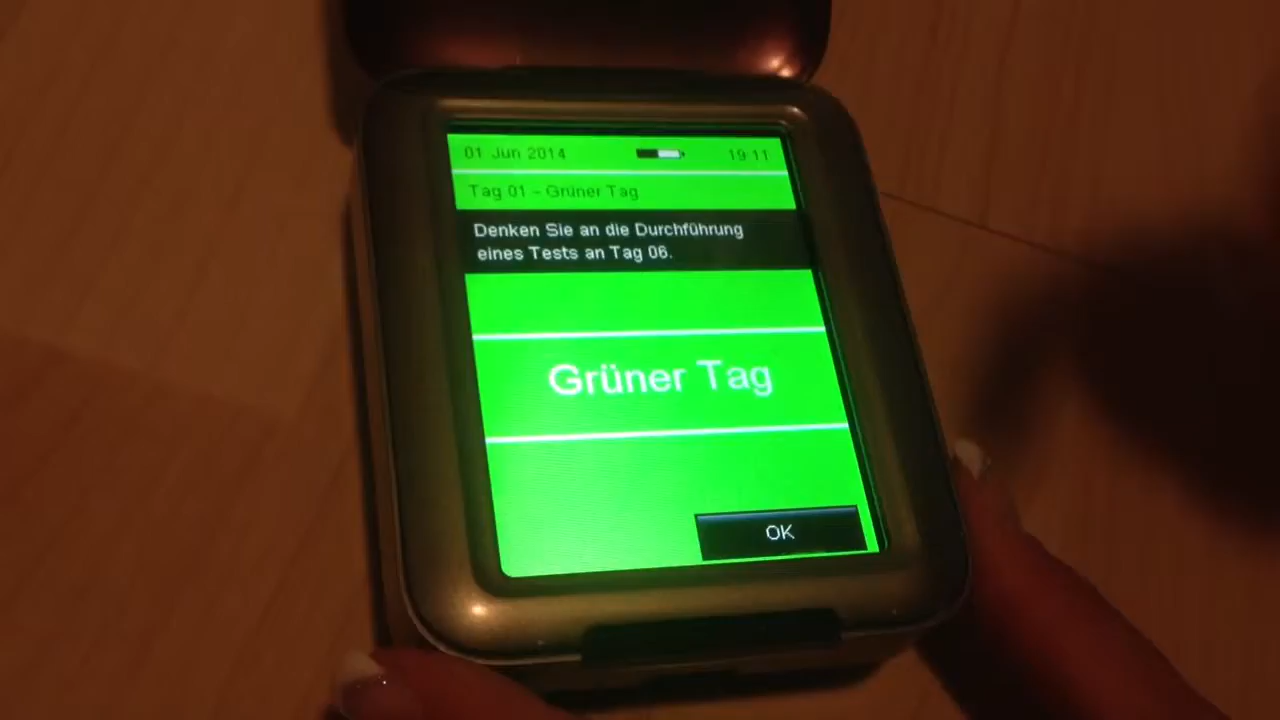 01 Jun 2014 19:11
Tag 01 - Grüner Tag
Denken Sie an die Durchführung
eines Tests an Tag 06.
Grüner Tag
OK